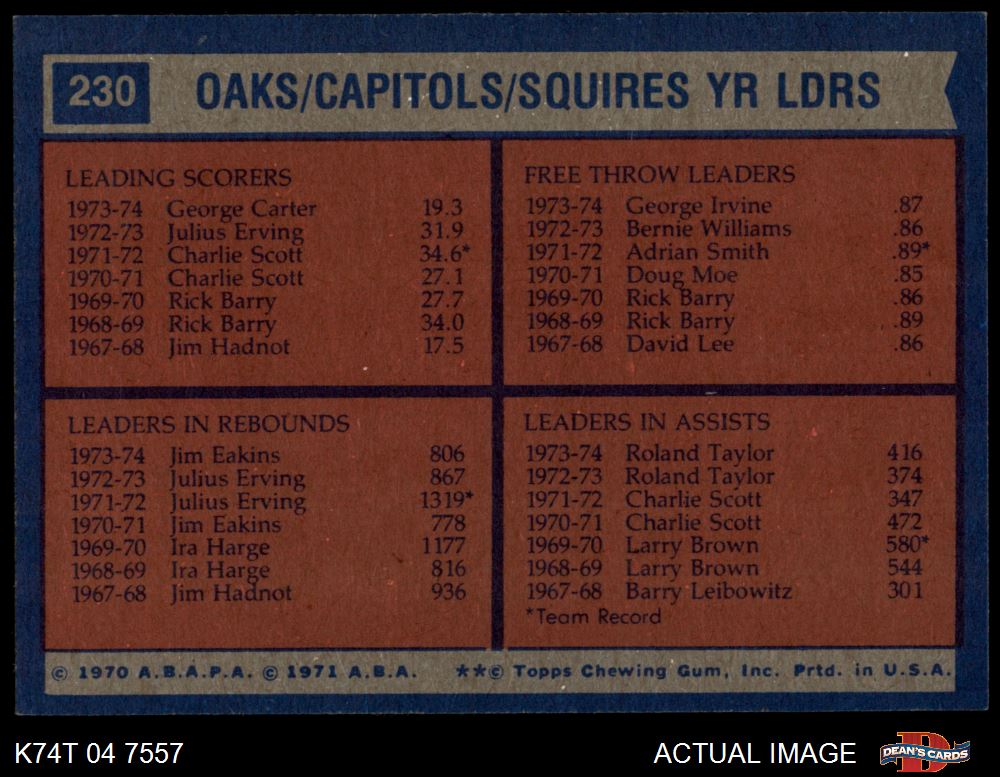 230 OAKS/CAPITOLS/SQUIRES YR LDRS
LEADING SCORERS
1973-74 George Carter 19.3
1972-73 Julius Erving 31.9
1971-72 Charlie Scott 34.6*
1970-71 Charlie Scott 27.1
1969-70 Rick Barry 27.7
1968-69 Rick Barry 34.0
1967-68 Jim Hadnot 17.5
FREE THROW LEADERS
1973-74 George Irvine .87
1972-73 Bernie Williams .86
1971-72 Adrian Smith .89*
1970-71 Doug Moe .85
1969-70 Rick Barry .86
1968-69 Rick Barry .89
1967-68 David Lee .86
LEADERS IN REBOUNDS
1973-74 Jim Eakins 806
1972-73 Julius Erving 867
1971-72 Julius Erving 1319*
1970-71 Jim Eakins 778
1969-70 Ira Harge 1177
1968-69 Ira Harge 816
1967-68 Jim Hadnot 936
LEADERS IN ASSISTS
1973-74 Roland Taylor 416
1972-73 Roland Taylor 374
1971-72 Charlie Scott 347
1970-71 Charlie Scott 472
1969-70 Larry Brown 580*
1968-69 Larry Brown 544
1967-68 Barry Leibowitz 301
*Team Record
© 1970 A.B.A.P.A. © 1971 A.B.A. **© Topps Chewing Gum, Inc. Prtd. in U.S.A.
K74T 04 7557 ACTUAL IMAGE DEAN'S CARDS